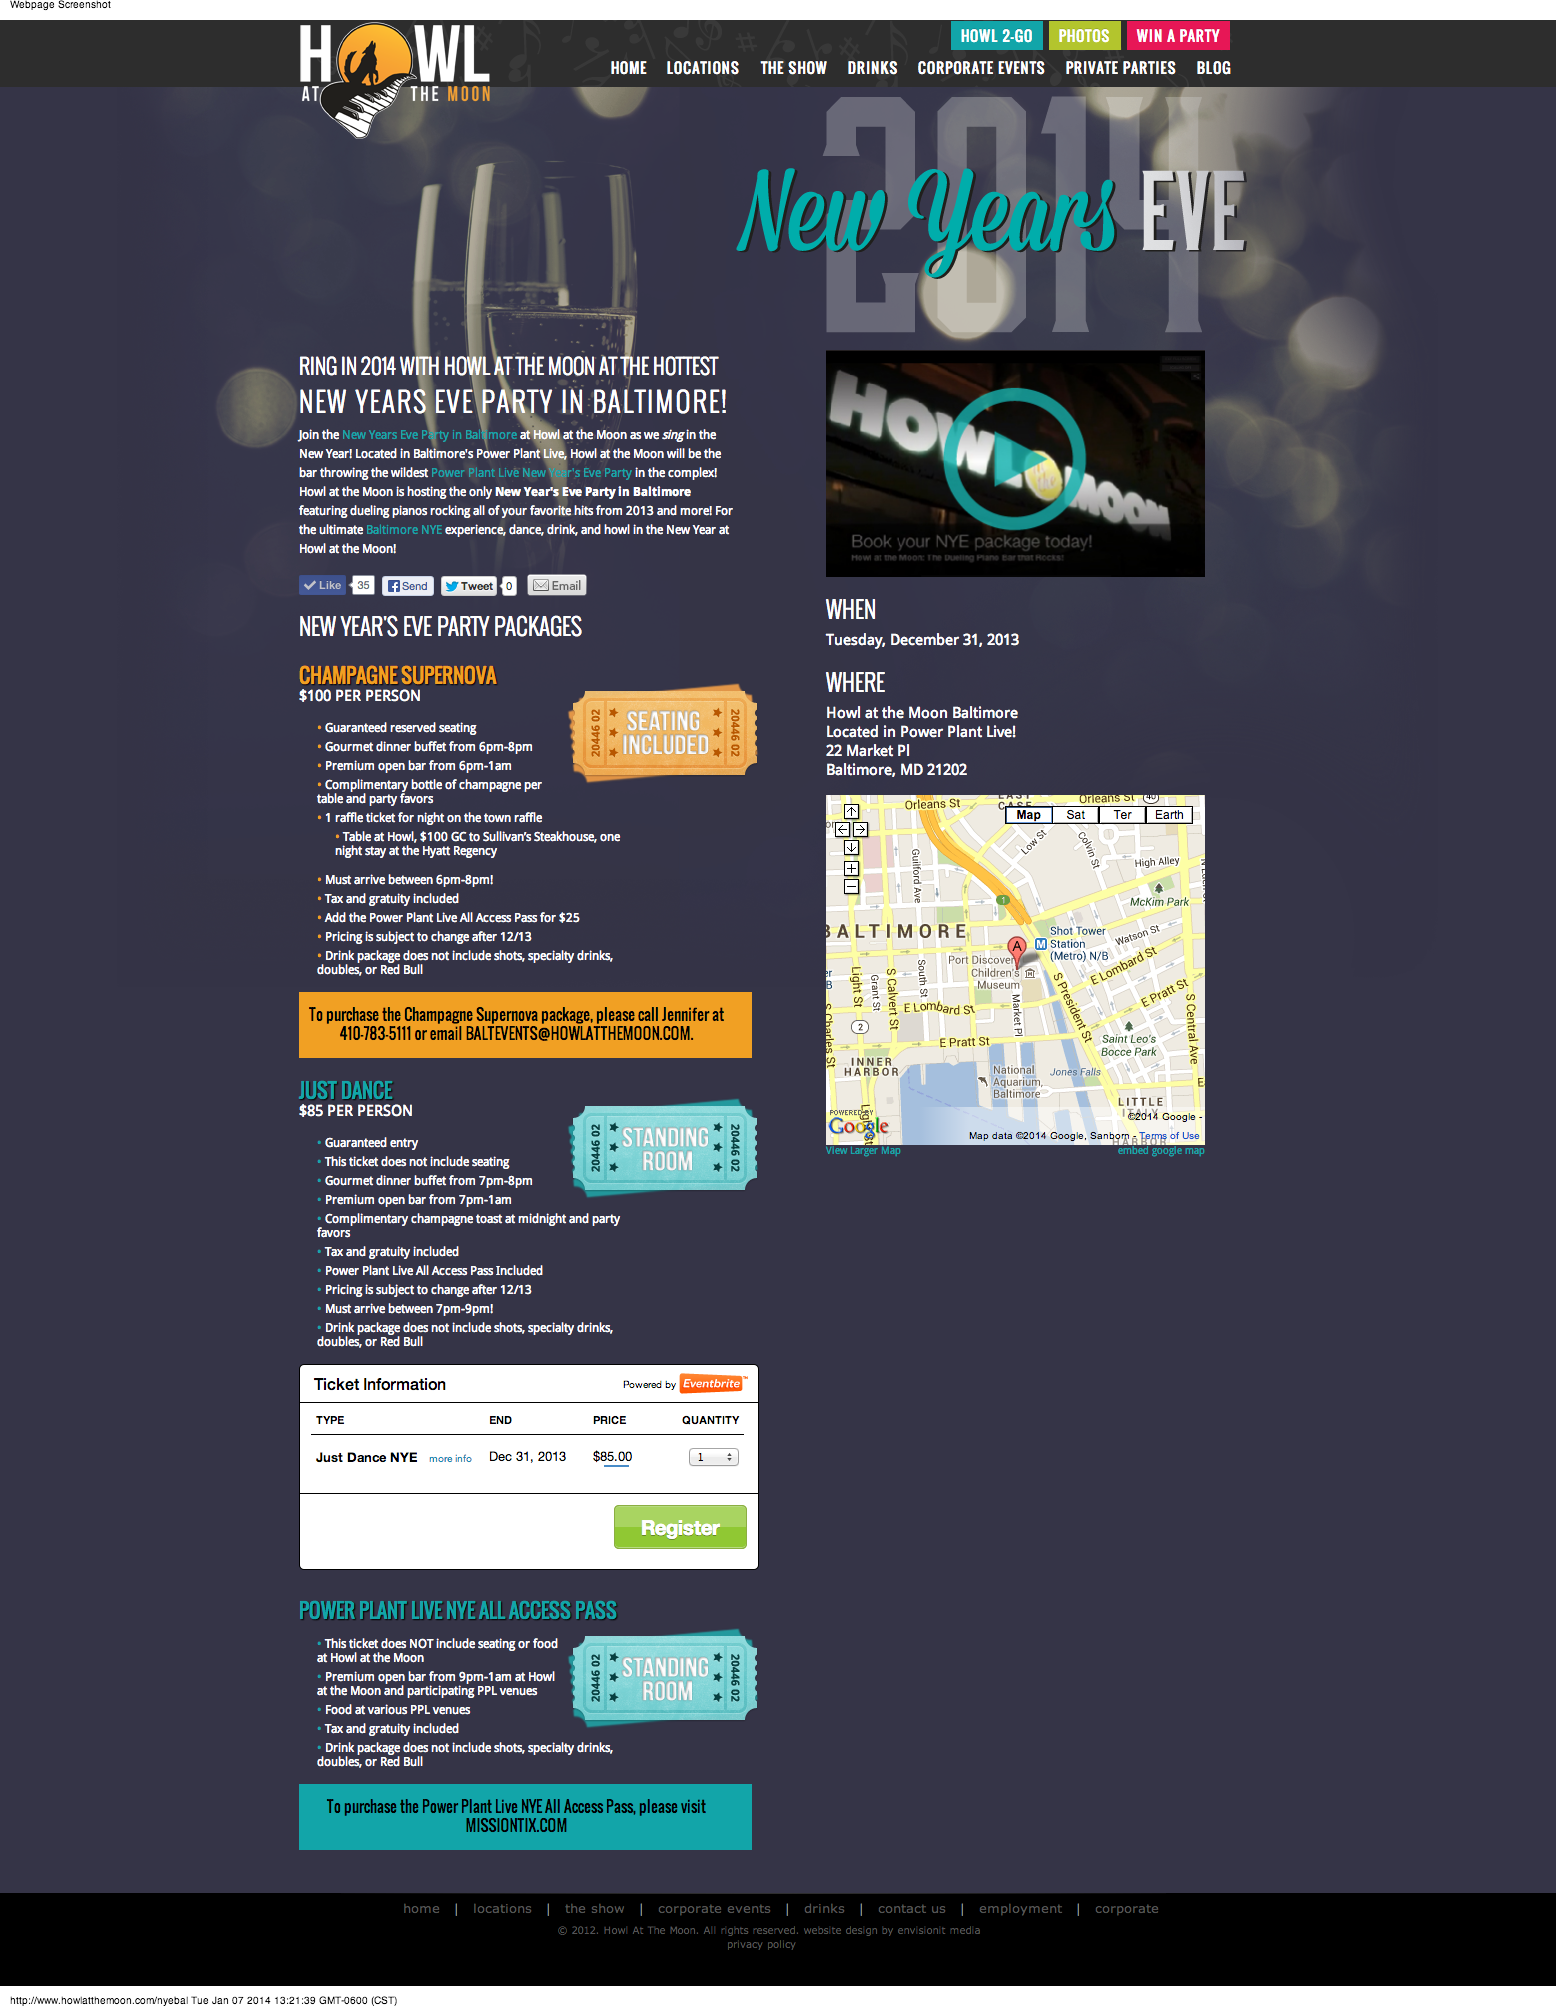 Webpage Screenshot
HOWL
AT THE MOON
HOWL 2-GO PHOTOS WIN A PARTY
HOME LOCATIONS THE SHOW DRINKS CORPORATE EVENTS PRIVATE PARTIES BLOG
2014
New Years EVE
RING IN 2014 WITH HOWL AT THE MOON AT THE HOTTEST
NEW YEARS EVE PARTY IN BALTIMORE!
Join the New Years Eve Party in Baltimore at Howl at the Moon as we sing in the
New Year! Located in Baltimore's Power Plant Live, Howl at the Moon will be the
bar throwing the wildest Power Plant Live New Year's Eve Party in the complex!
Howl at the Moon is hosting the only New Year's Eve Party in Baltimore
featuring dueling pianos rocking all of your favorite hits from 2013 and more! For
the ultimate Baltimore NYE experience, dance, drink, and howl in the New Year at
Howl at the Moon!
Like 35 Send Tweet 0 Email
NEW YEAR'S EVE PARTY PACKAGES
CHAMPAGNE SUPERNOVA
$100 PER PERSON
• Guaranteed reserved seating
• Gourmet dinner buffet from 6pm-8pm
• Premium open bar from 6pm-1am
• Complimentary bottle of champagne per
table and party favors
• 1 raffle ticket for night on the town raffle
• Table at Howl, $100 GC to Sullivan's Steakhouse, one
night stay at the Hyatt Regency
• Must arrive between 6pm-8pm!
• Tax and gratuity included
• Add the Power Plant Live All Access Pass for $25
• Pricing is subject to change after 12/13
• Drink package does not include shots, specialty drinks,
doubles, or Red Bull
20446 02
SEATING
INCLUDED
20446 02
To purchase the Champagne Supernova package, please call Jennifer at
410-783-5111 or email BALTEVENTS@HOWLATTHEMOON.COM.
JUST DANCE
$85 PER PERSON
• Guaranteed entry
• This ticket does not include seating
• Gourmet dinner buffet from 7pm-8pm
• Premium open bar from 7pm-1am
• Complimentary champagne toast at midnight and party
favors
• Tax and gratuity included
• Power Plant Live All Access Pass Included
• Pricing is subject to change after 12/13
• Must arrive between 7pm-9pm!
• Drink package does not include shots, specialty drinks,
doubles, or Red Bull
20446 02
STANDING
ROOM
20446 02
Ticket Information Powered by Eventbrite™
TYPE END PRICE QUANTITY
Just Dance NYE more info Dec 31, 2013 $85.00 1
Register
POWER PLANT LIVE NYE ALL ACCESS PASS
• This ticket does NOT include seating or food
at Howl at the Moon
• Premium open bar from 9pm-1am at Howl
at the Moon and participating PPL venues
• Food at various PPL venues
• Tax and gratuity included
• Drink package does not include shots, specialty drinks,
doubles, or Red Bull
20446 02
STANDING
ROOM
20446 02
To purchase the Power Plant Live NYE All Access Pass, please visit
MISSIONTIX.COM
HOWL
MOON
Book your NYE package today!
Howl at the Moon: The Dueling Piano Bar that Rocks!
WHEN
Tuesday, December 31, 2013
WHERE
Howl at the Moon Baltimore
Located in Power Plant Live!
22 Market Pl
Baltimore, MD 21202
Orleans St
Orleans St
40
Map Sat Ter Earth
Low St
Colvin St
High Alley
Guilford Ave
McKim Park
1
BALTIMORE
Shot Tower
Station
(Metro) N/B
Watson St
A
Port Discovery
Children's
Museum
E Lombard St
Light St
Grant St
S Calvert St
South St
Market Pl
S President St
E Pratt St
S Central Ave
E Lombard St
2
S Charles St
E Pratt St
Saint Leo's
Bocce Park
INNER
HARBOR
National
Aquarium,
Baltimore
Jones Falls
LITTLE
ITALY
Light St
POWERED BY
Google
©2014 Google -
Map data ©2014 Google, Sanborn - Terms of Use
View Larger Map embed google map
home | locations | the show | corporate events | drinks | contact us | employment | corporate
© 2012. Howl At The Moon. All rights reserved. website design by envisionit media
privacy policy
http://www.howlatthemoon.com/nyebal Tue Jan 07 2014 13:21:39 GMT-0600 (CST)